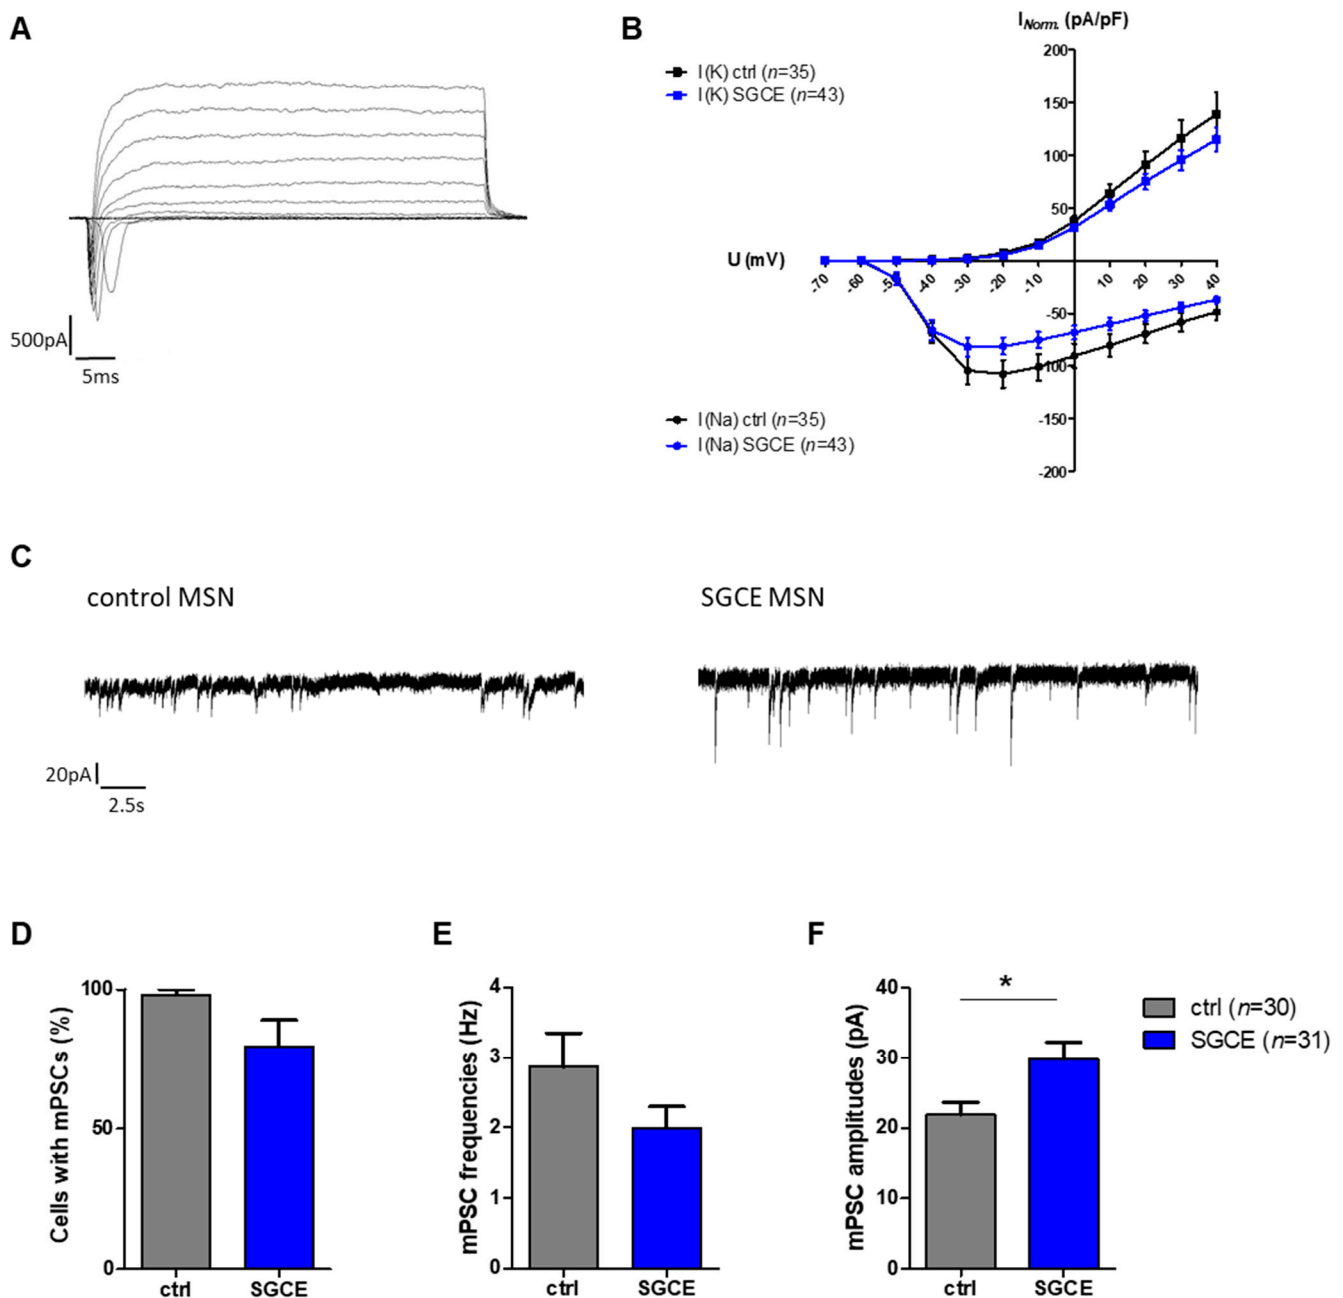 A
500pA
5ms
B
I Norm. (pA/pF)
I(K) ctrl (n=35)
I(K) SGCE (n=43)
200
150
100
50
U (mV)
-70 -60 -50 -40 -30 -20 -10 10 20 30 40
-50
-100
-150
-200
I(Na) ctrl (n=35)
I(Na) SGCE (n=43)
C
control MSN
SGCE MSN
20pA
2.5s
D
Cells with mPSCs (%)
100
50
0
ctrl SGCE
E
mPSC frequencies (Hz)
4
3
2
1
0
ctrl SGCE
F
mPSC amplitudes (pA)
40
30
20
10
0
*
ctrl SGCE
ctrl (n=30)
SGCE (n=31)